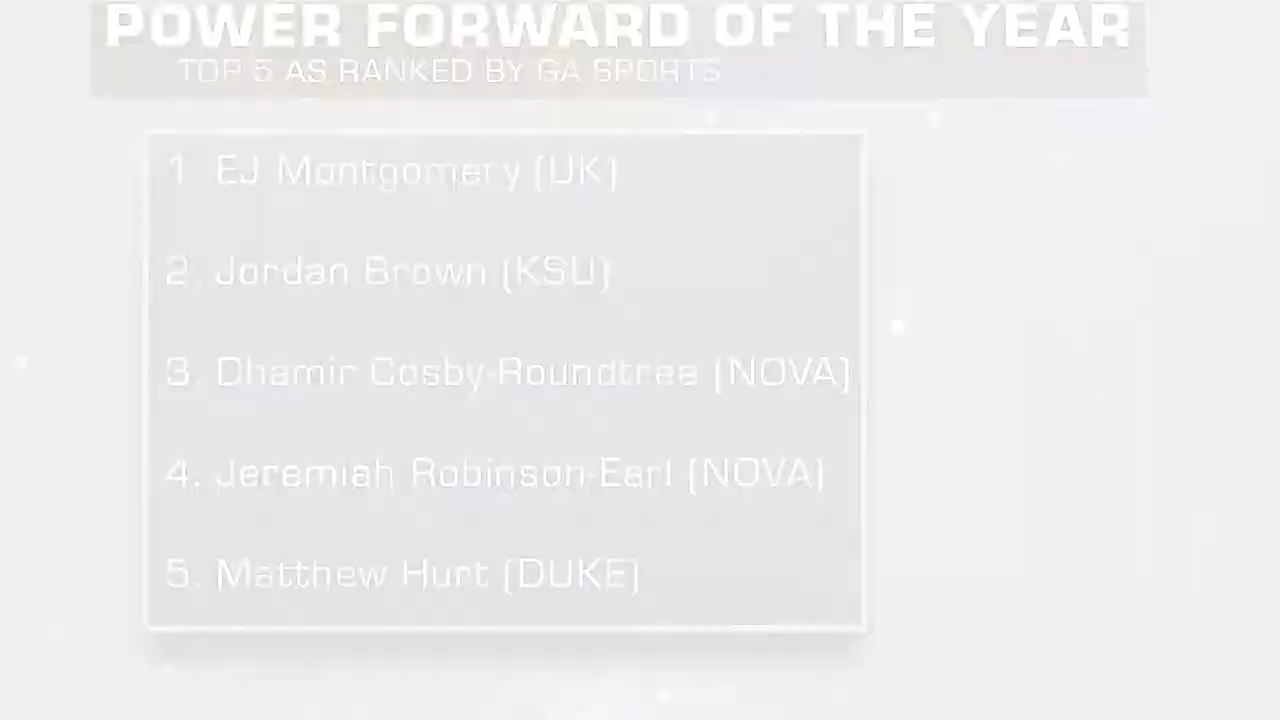 POWER FORWARD OF THE YEAR
TOP 5 AS RANKED BY GA SPORTS
1. EJ Montgomery (UK)
2. Jordan Brown (KSU)
3. Dhamir Cosby-Roundtree (NOVA)
4. Jeremiah Robinson-Earl (NOVA)
5. Matthew Hurt (DUKE)